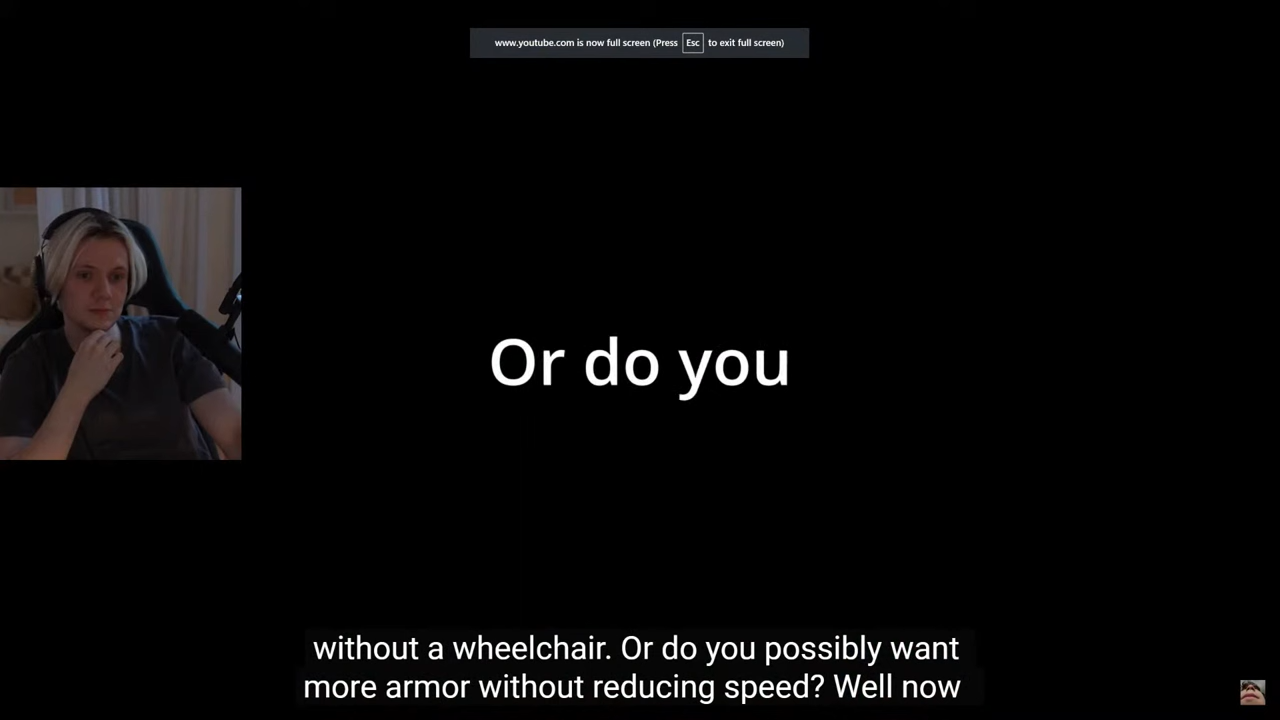 www.youtube.com is now full screen (Press Esc to exit full screen)
Or do you
without a wheelchair. Or do you possibly want
more armor without reducing speed? Well now